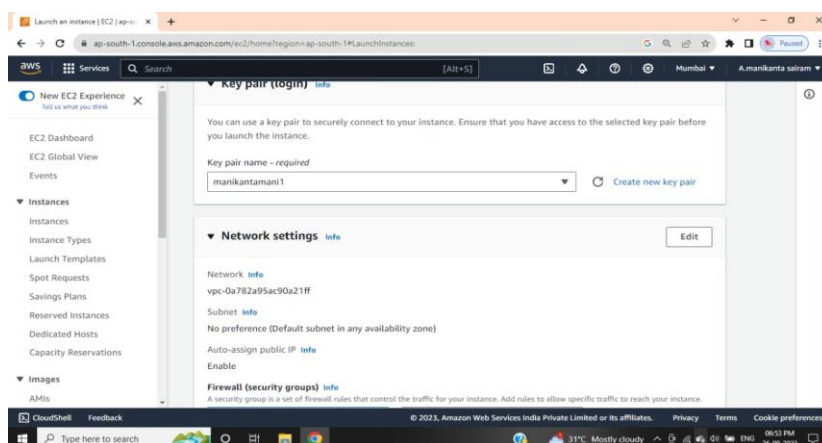 Launch an instance | EC2 | ap-so
ap-south-1.console.aws.amazon.com/ec2/home?region=ap-south-1#LaunchInstances:
Paused
aws
Services
Search
[Alt+S]
Mumbai
A.manikanta sairam
New EC2 Experience
Tell us what you think
EC2 Dashboard
EC2 Global View
Events
Instances
Instances
Instance Types
Launch Templates
Spot Requests
Savings Plans
Reserved Instances
Dedicated Hosts
Capacity Reservations
Images
AMIs
Key pair (login) Info
You can use a key pair to securely connect to your instance. Ensure that you have access to the selected key pair before
you launch the instance.
Key pair name - required
manikantamani1
Create new key pair
Network settings Info
Edit
Network Info
vpc-0a782a95ac90a21ff
Subnet Info
No preference (Default subnet in any availability zone)
Auto-assign public IP Info
Enable
Firewall (security groups) Info
A security group is a set of firewall rules that control the traffic for your instance. Add rules to allow specific traffic to reach your instance.
CloudShell
Feedback
© 2023, Amazon Web Services India Private Limited or its affiliates.
Privacy
Terms
Cookie preferences
Type here to search
31°C Mostly cloudy
ENG
06:53 PM